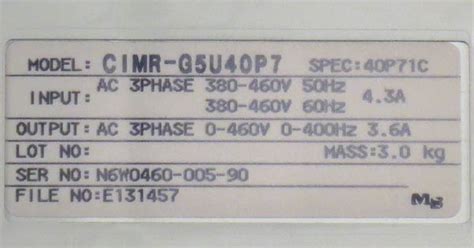 MODEL: CIMR-G5U40P7 SPEC:40P71C
INPUT: AC 3PHASE 380-460V 50Hz 4.3A
380-460V 60Hz
OUTPUT: AC 3PHASE 0-460V 0-400Hz 3.6A
LOT NO: MASS:3.0 kg
SER NO: N6W0460-005-90
FILE NO:E131457